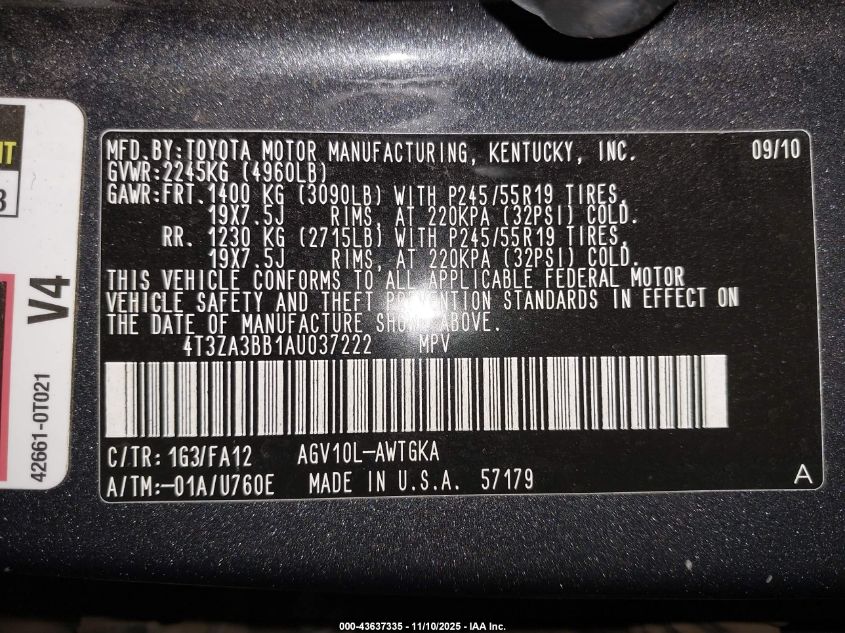 MFD.BY:TOYOTA MOTOR MANUFACTURING, KENTUCKY, INC. 09/10
GVWR:2245KG (4960LB)
GAWR:FRT.1400 KG (3090LB) WITH P245/55R19 TIRES,
19X7.5J RIMS, AT 220KPA (32PSI) COLD.
RR. 1230 KG (2715LB) WITH P245/55R19 TIRES,
19X7.5J RIMS, AT 220KPA (32PSI) COLD.
THIS VEHICLE CONFORMS TO ALL APPLICABLE FEDERAL MOTOR
VEHICLE SAFETY AND THEFT PREVENTION STANDARDS IN EFFECT ON
THE DATE OF MANUFACTURE SHOWN ABOVE.
4T3ZA3BB1AU037222 MPV
C/TR: 1G3/FA12 AGV10L-AWTGKA
A/TM:-01A/U760E MADE IN U.S.A. 57179 A
V4
42661-0T021
000-43637335 - 11/10/2025 - IAA Inc.